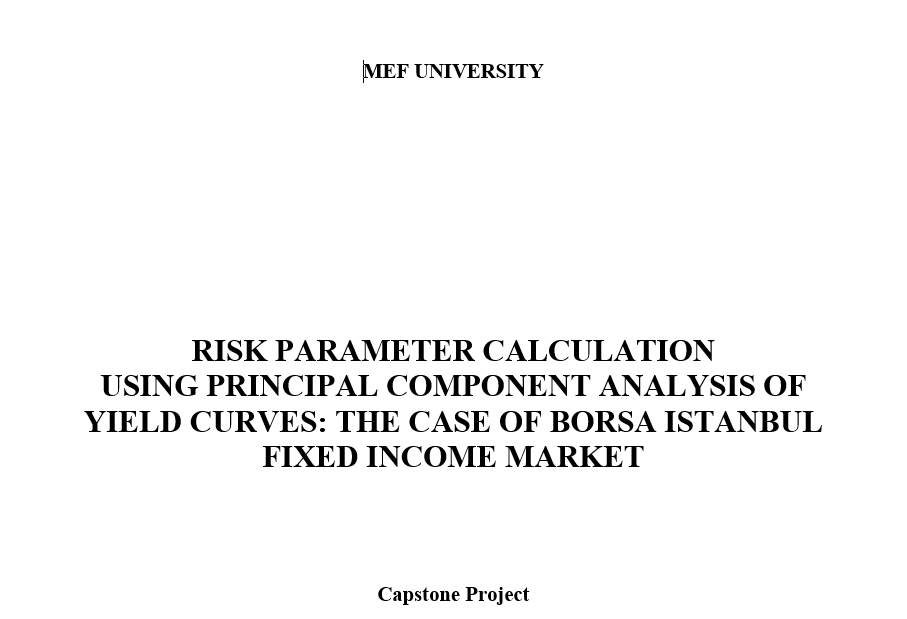 MEF UNIVERSITY
RISK PARAMETER CALCULATION
USING PRINCIPAL COMPONENT ANALYSIS OF
YIELD CURVES: THE CASE OF BORSA ISTANBUL
FIXED INCOME MARKET
Capstone Project